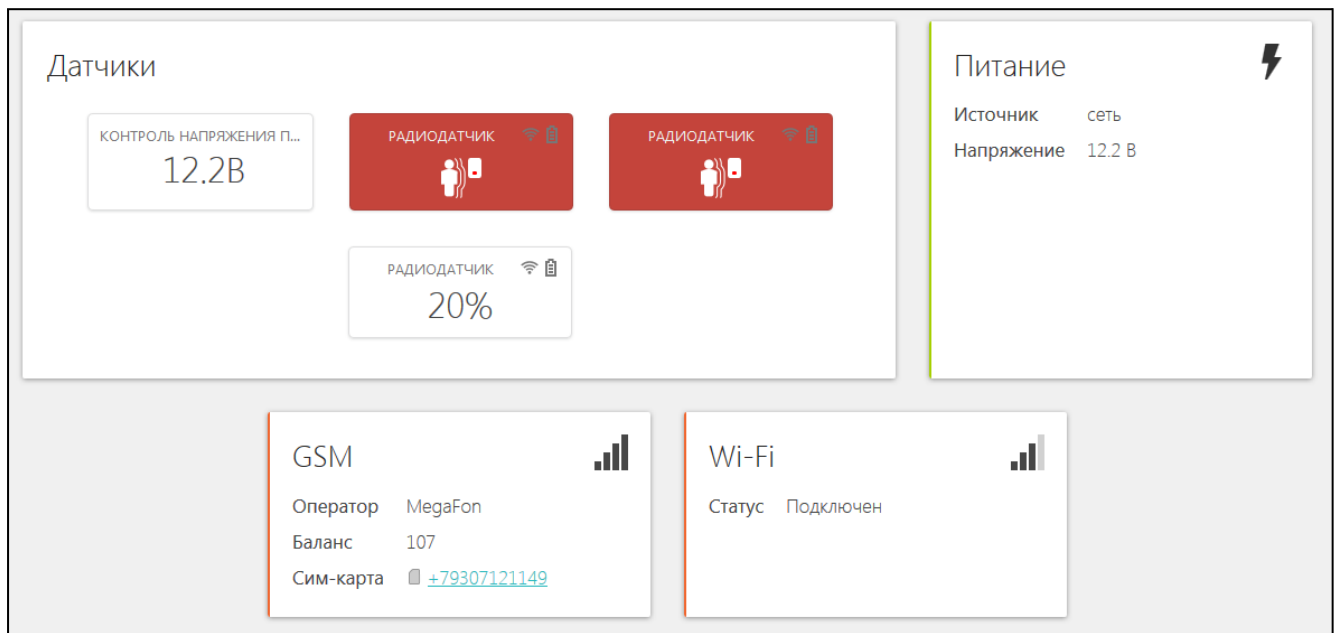 Датчики
КОНТРОЛЬ НАПРЯЖЕНИЯ П...
12.2В
РАДИОДАТЧИК
РАДИОДАТЧИК
РАДИОДАТЧИК
20%
Питание
Источник сеть
Напряжение 12.2 В
GSM
Оператор MegaFon
Баланс 107
Сим-карта +79307121149
Wi-Fi
Статус Подключен